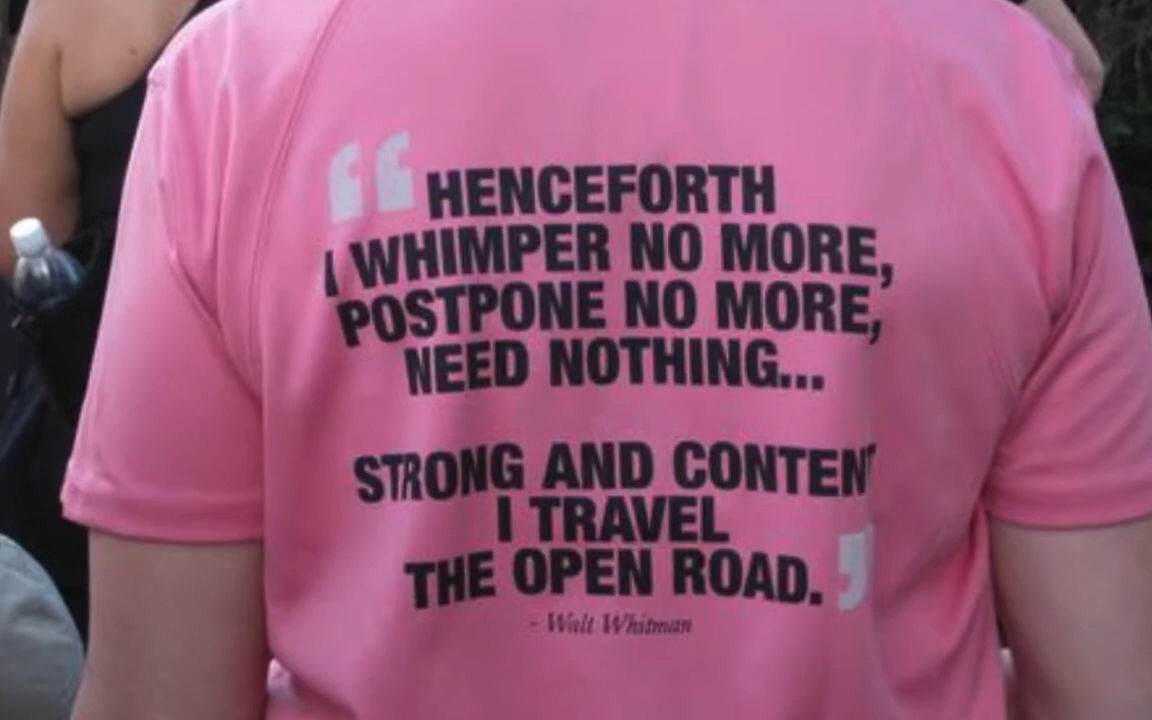 “HENCEFORTH
I WHIMPER NO MORE,
POSTPONE NO MORE,
NEED NOTHING...
STRONG AND CONTENT
I TRAVEL
THE OPEN ROAD.”
- Walt Whitman